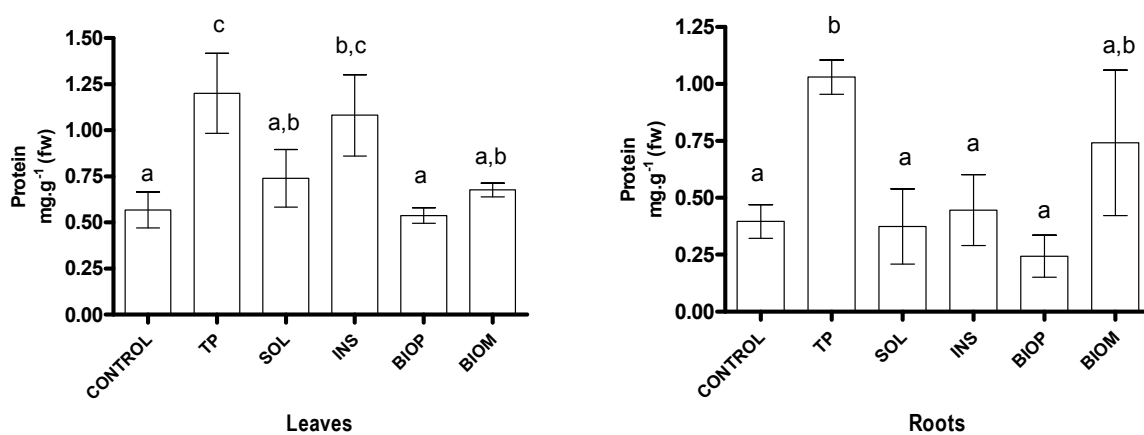 c
b,c
a,b
a,b
a
a
1.50
1.25
1.00
0.75
0.50
0.25
0.00
Protein
mg.g⁻¹ (fw)
CONTROL
TP
SOL
INS
BIOP
BIOM
Leaves
b
a,b
a
a
a
a
1.25
1.00
0.75
0.50
0.25
0.00
Protein
mg.g⁻¹ (fw)
CONTROL
TP
SOL
INS
BIOP
BIOM
Roots